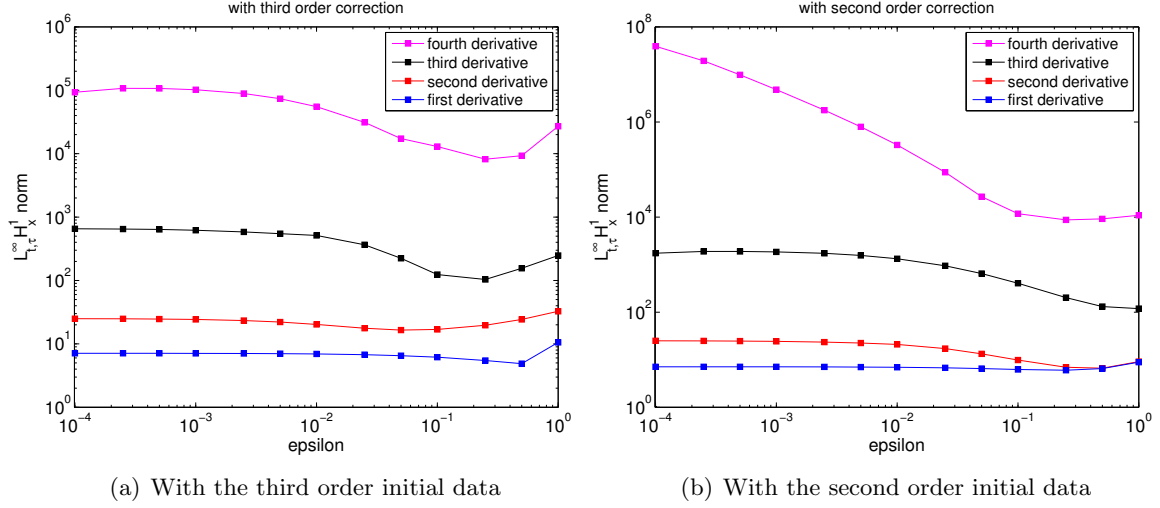 with third order correction
10^6
10^5
10^4
10^3
10^2
10^1
10^0
L^∞_{t,τ} H^1_x norm
fourth derivative
third derivative
second derivative
first derivative
10^-4
10^-3
10^-2
10^-1
10^0
epsilon
(a) With the third order initial data
with second order correction
10^8
10^6
10^4
10^2
10^0
L^∞_{t,τ} H^1_x norm
fourth derivative
third derivative
second derivative
first derivative
10^-4
10^-3
10^-2
10^-1
10^0
epsilon
(b) With the second order initial data